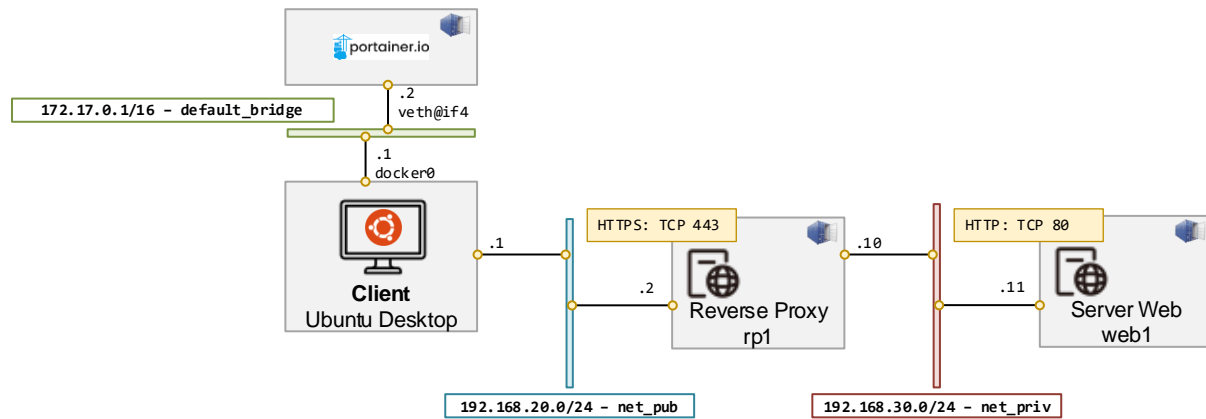 portainer.io
.2
veth@if4
172.17.0.1/16 – default_bridge
.1
docker0
HTTPS: TCP 443
HTTP: TCP 80
.1
.10
.2
.11
Client
Ubuntu Desktop
Reverse Proxy
rp1
Server Web
web1
192.168.20.0/24 – net_pub
192.168.30.0/24 – net_priv